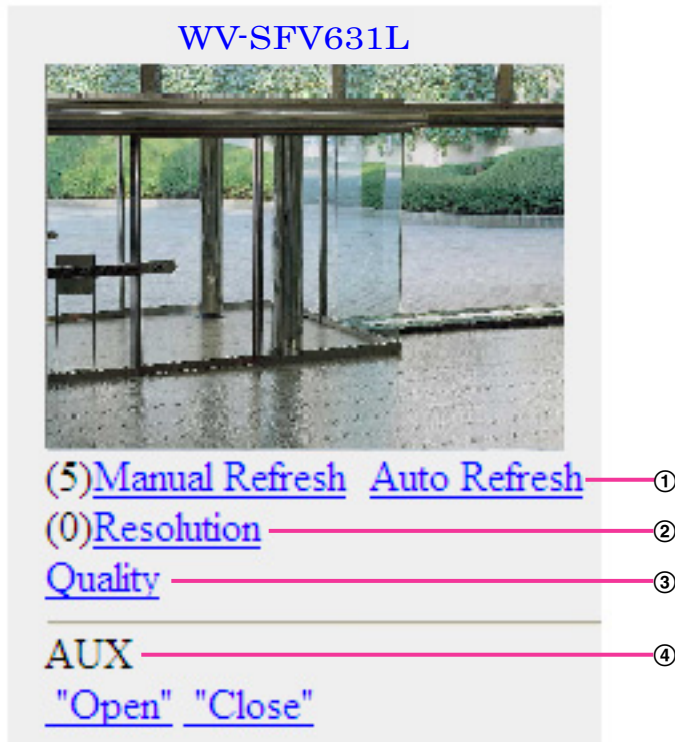 WV-SFV631L
(5)Manual Refresh Auto Refresh ①
(0)Resolution ②
Quality ③
AUX ④
"Open" "Close"